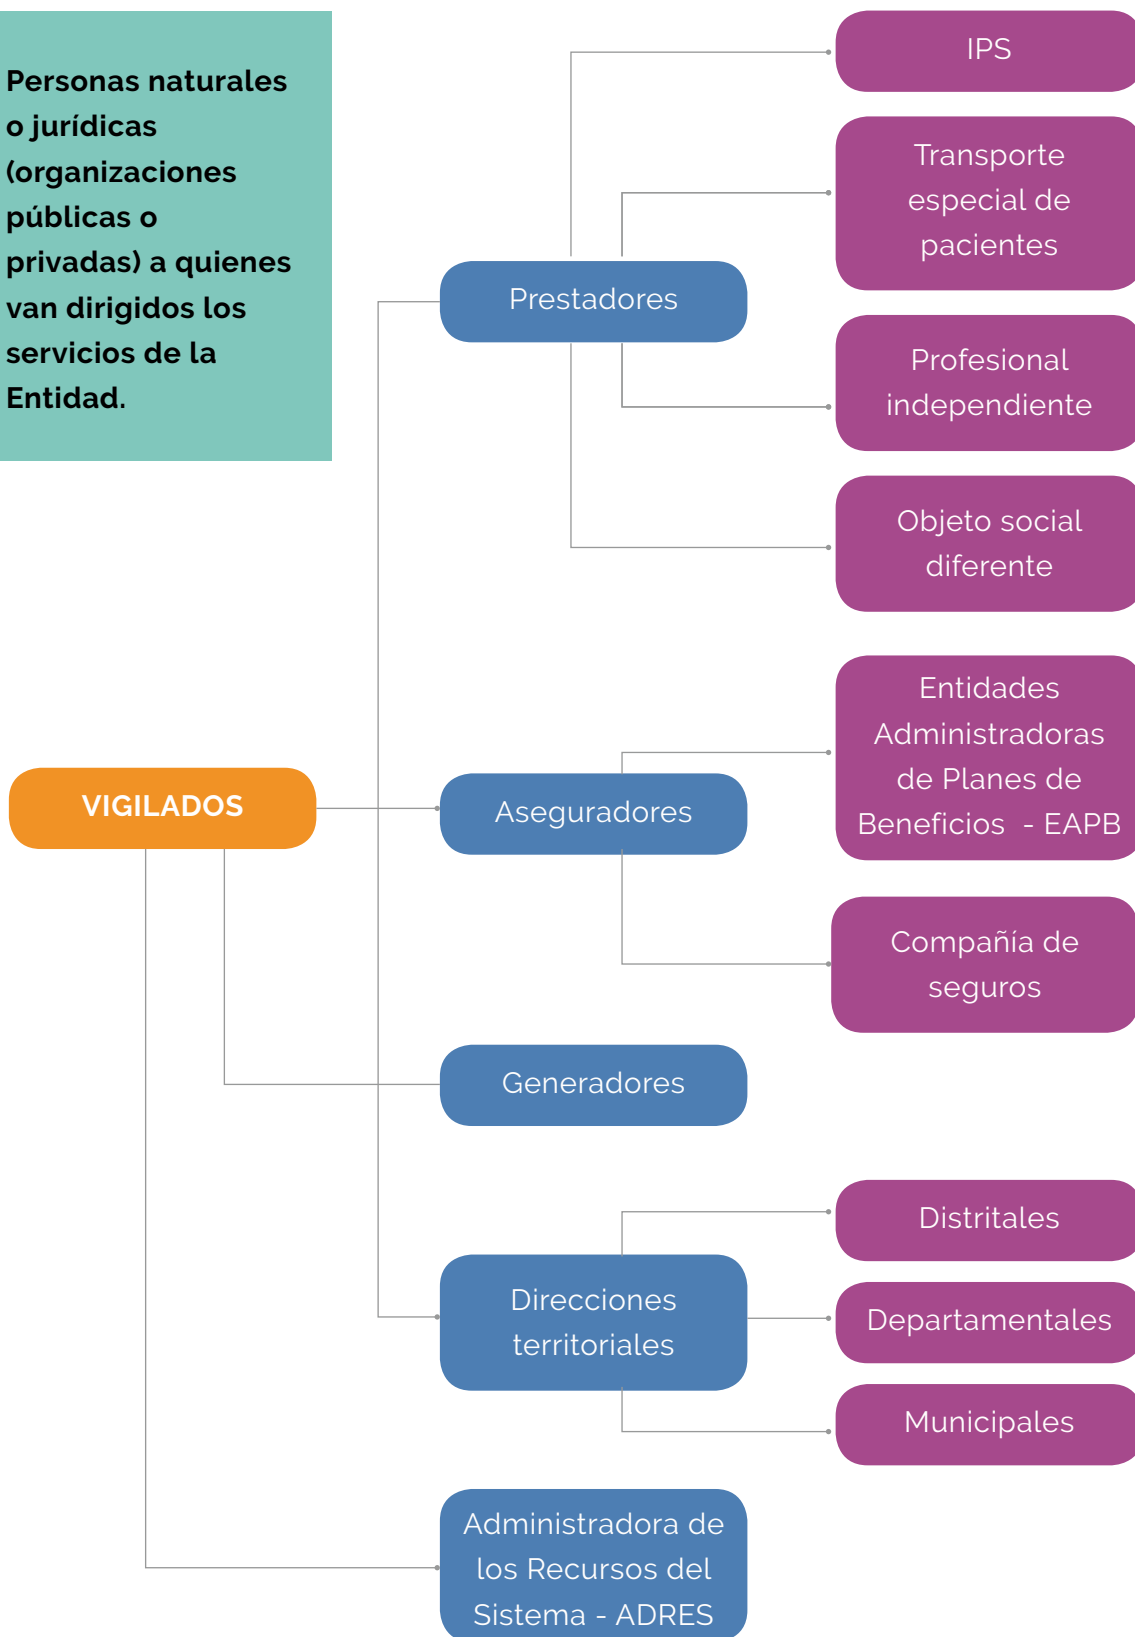 Personas naturales
o jurídicas
(organizaciones
públicas o
privadas) a quienes
van dirigidos los
servicios de la
Entidad.
VIGILADOS
Prestadores
IPS
Transporte
especial de
pacientes
Profesional
independiente
Objeto social
diferente
Aseguradores
Entidades
Administradoras
de Planes de
Beneficios - EAPB
Compañía de
seguros
Generadores
Direcciones
territoriales
Distritales
Departamentales
Municipales
Administradora de
los Recursos del
Sistema - ADRES